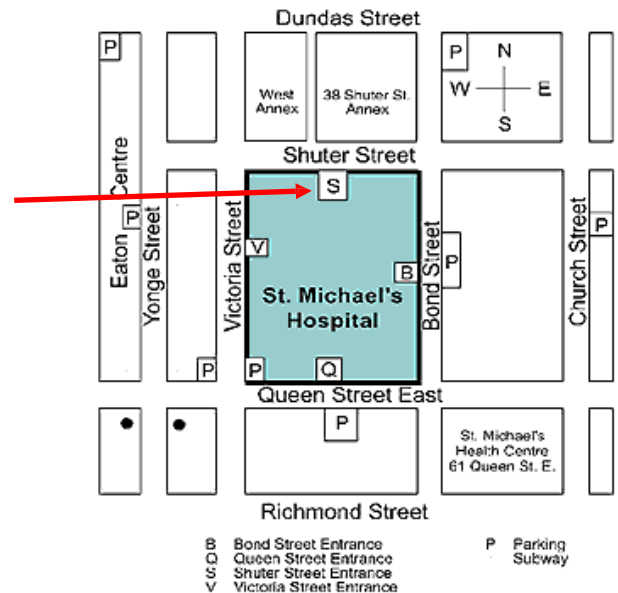 Dundas Street
P
P
N
W
E
S
West
Annex
38 Shuter St.
Annex
Shuter Street
S
Eaton Centre
P
Yonge Street
Victoria Street
V
B
Bond Street
P
Church Street
P
St. Michael's
Hospital
P
P
Q
Queen Street East
P
St. Michael's
Health Centre
61 Queen St. E.
Richmond Street
B Bond Street Entrance
Q Queen Street Entrance
S Shuter Street Entrance
V Victoria Street Entrance
P Parking
Subway